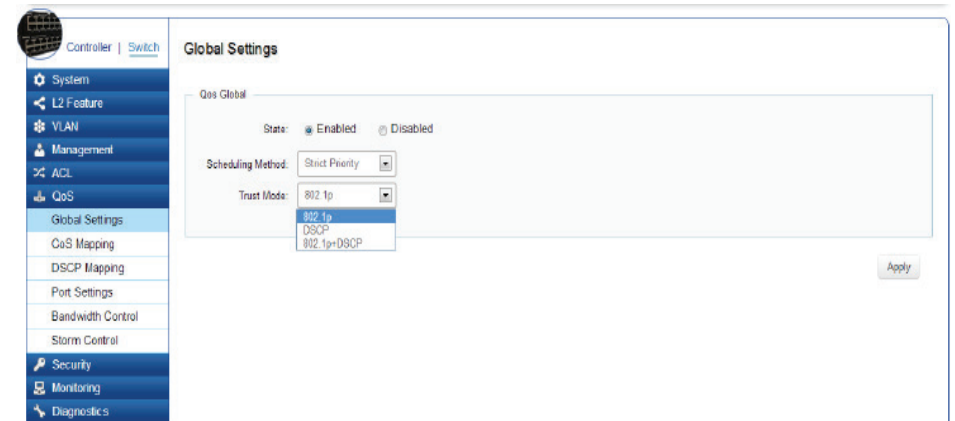 Controller | Switch
Global Settings
System
L2 Feature
VLAN
Management
ACL
QoS
Global Settings
CoS Mapping
DSCP Mapping
Port Settings
Bandwidth Control
Storm Control
Security
Monitoring
Diagnostics
Qos Global
State: Enabled Disabled
Scheduling Method: Strict Priority
Trust Mode: 802.1p
802.1p
DSCP
802.1p+DSCP
Apply